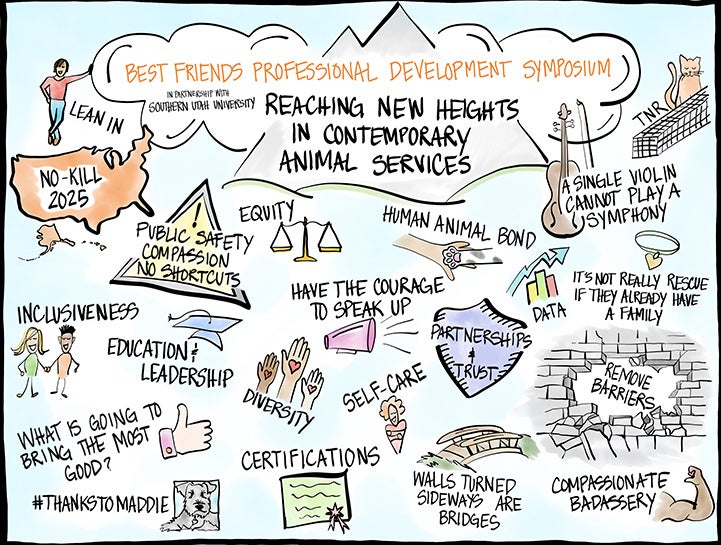 BEST FRIENDS PROFESSIONAL DEVELOPMENT SYMPOSIUM
IN PARTNERSHIP WITH
SOUTHERN UTAH UNIVERSITY
REACHING NEW HEIGHTS
IN CONTEMPORARY
ANIMAL SERVICES
LEAN IN
TNR
NO-KILL
2025
A SINGLE VIOLIN
CANNOT PLAY A
SYMPHONY
!
PUBLIC SAFETY
COMPASSION
NO SHORTCUTS
EQUITY
HUMAN ANIMAL BOND
DATA
IT'S NOT REALLY RESCUE
IF THEY ALREADY HAVE
A FAMILY
INCLUSIVENESS
EDUCATION &
LEADERSHIP
HAVE THE COURAGE
TO SPEAK UP
PARTNERSHIPS
&
TRUST
DIVERSITY
SELF-CARE
REMOVE
BARRIERS
WHAT IS GOING TO
BRING THE MOST
GOOD?
CERTIFICATIONS
WALLS TURNED
SIDEWAYS ARE
BRIDGES
COMPASSIONATE
BADASSERY
#THANKSTOMADDIE